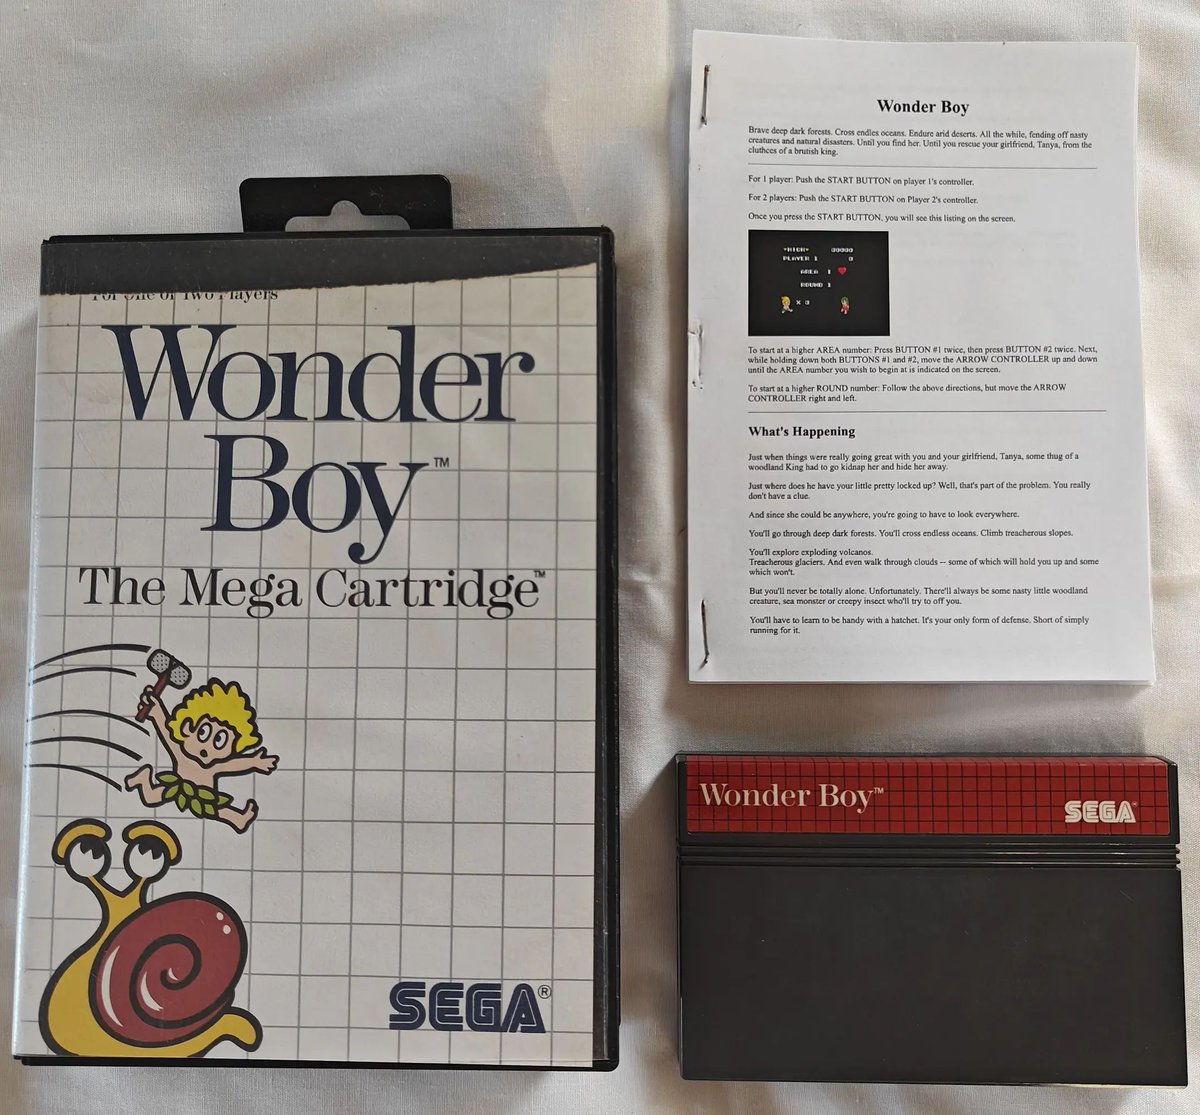 For One or Two Players
Wonder
Boy™
The Mega Cartridge™
SEGA®
Wonder Boy
Brave deep dark forests. Cross endles oceans. Endure arid deserts. All the while, fending off nasty
creatures and natural disasters. Until you find her. Until you rescue your girlfriend, Tanya, from the
cluthces of a brutish king.
For 1 player: Push the START BUTTON on player 1's controller.
For 2 players: Push the START BUTTON on Player 2's controller.
Once you press the START BUTTON, you will see this listing on the screen.
*HIGH* 00000
PLAYER 1 0
AREA 1
ROUND 1
x 3
To start at a higher AREA number: Press BUTTON #1 twice, then press BUTTON #2 twice. Next,
while holding down both BUTTONS #1 and #2, move the ARROW CONTROLLER up and down
until the AREA number you wish to begin at is indicated on the screen.
To start at a higher ROUND number: Follow the above directions, but move the ARROW
CONTROLLER right and left.
What's Happening
Just when things were really going great with you and your girlfriend, Tanya, some thug of a
woodland King had to go kidnap her and hide her away.
Just where does he have your little pretty locked up? Well, that's part of the problem. You really
don't have a clue.
And since she could be anywhere, you're going to have to look everywhere.
You'll go through deep dark forests. You'll cross endless oceans. Climb treacherous slopes.
You'll explore exploding volcanos.
Treacherous glaciers. And even walk through clouds -- some of which will hold you up and some
which won't.
But you'll never be totally alone. Unfortunately. There'll always be some nasty little woodland
creature, sea monster or creepy insect who'll try to off you.
You'll have to learn to be handy with a hatchet. It's your only form of defense. Short of simply
running for it.
Wonder Boy™
SEGA®